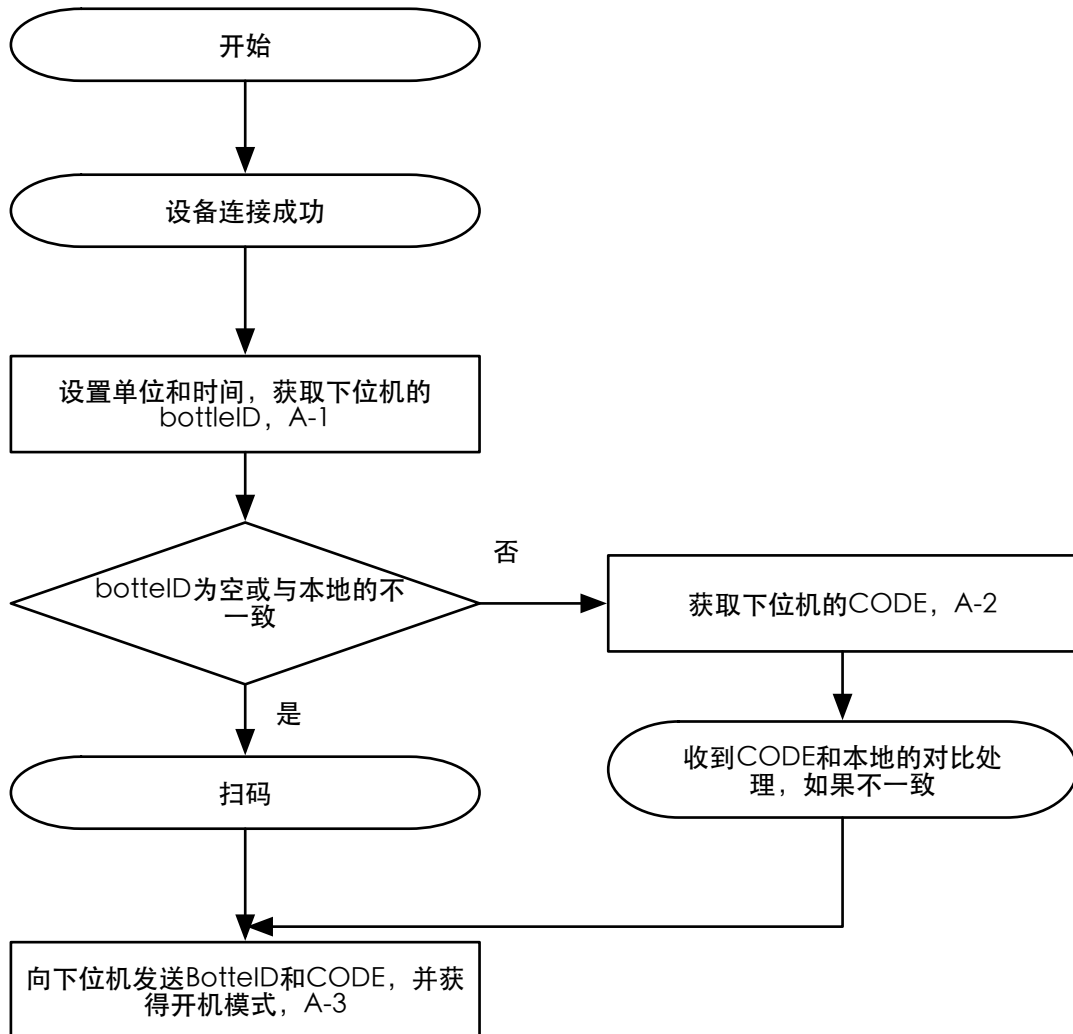 开始
设备连接成功
设置单位和时间，获取下位机的
bottleID，A-1
botteID为空或与本地的不
一致
否
获取下位机的CODE，A-2
是
扫码
收到CODE和本地的对比处
理，如果不一致
向下位机发送BotteID和CODE，并获
得开机模式，A-3